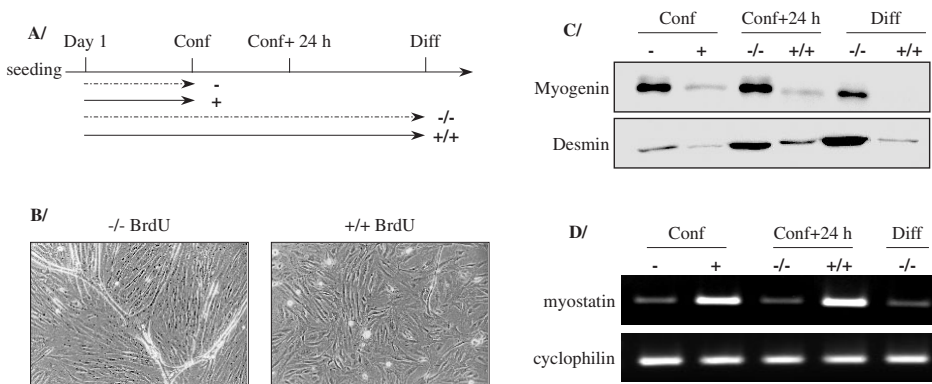 A/
Day 1 Conf Conf+ 24 h Diff
seeding
-
+
-/-
+/+
B/
-/- BrdU +/+ BrdU
C/
Conf Conf+24 h Diff
- + -/- +/+ -/- +/+
Myogenin
Desmin
D/
Conf Conf+24 h Diff
- + -/- +/+ -/-
myostatin
cyclophilin